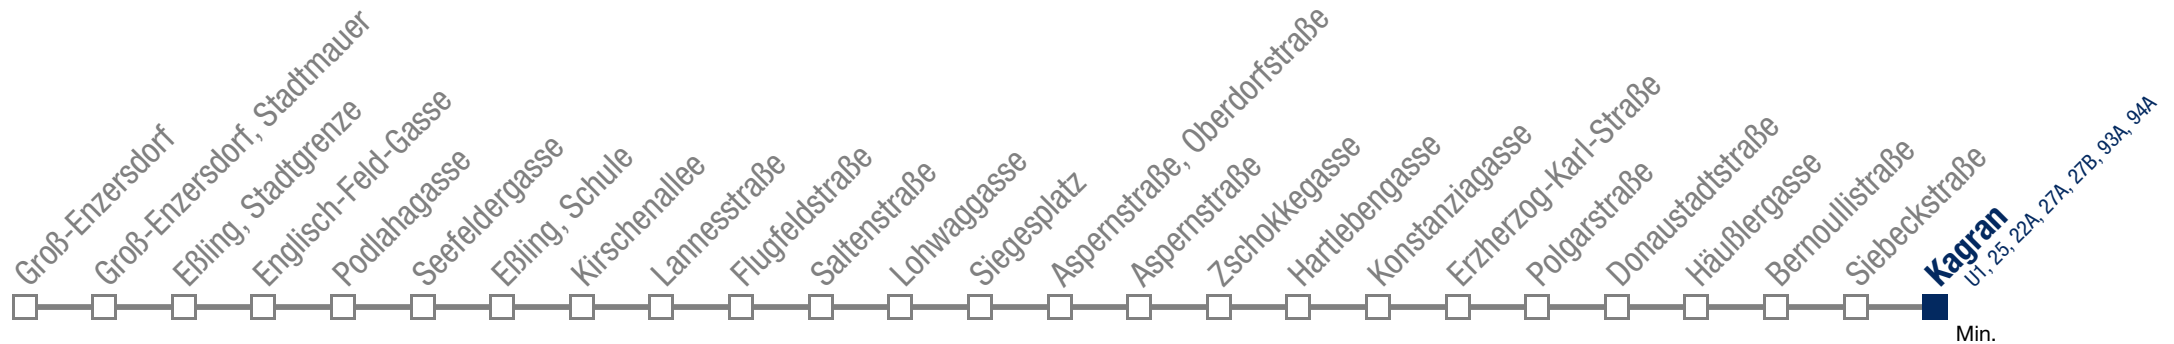 Groß-Enzersdorf
Groß-Enzersdorf, Stadtmauer
Eßling, Stadtgrenze
Englisch-Feld-Gasse
Podlahagasse
Seefeldergasse
Eßling, Schule
Kirschenallee
Lannesstraße
Flugfeldstraße
Saltenstraße
Lohwaggasse
Siegesplatz
Aspernstraße, Oberdorfstraße
Aspernstraße
Zschokkegasse
Hartlebengasse
Konstanziagasse
Erzherzog-Karl-Straße
Polgarstraße
Donaustadtstraße
Häußlergasse
Bernoullistraße
Siebeckstraße
Kagran
U1, 25, 22A, 27A, 27B, 93A, 94A
Min.